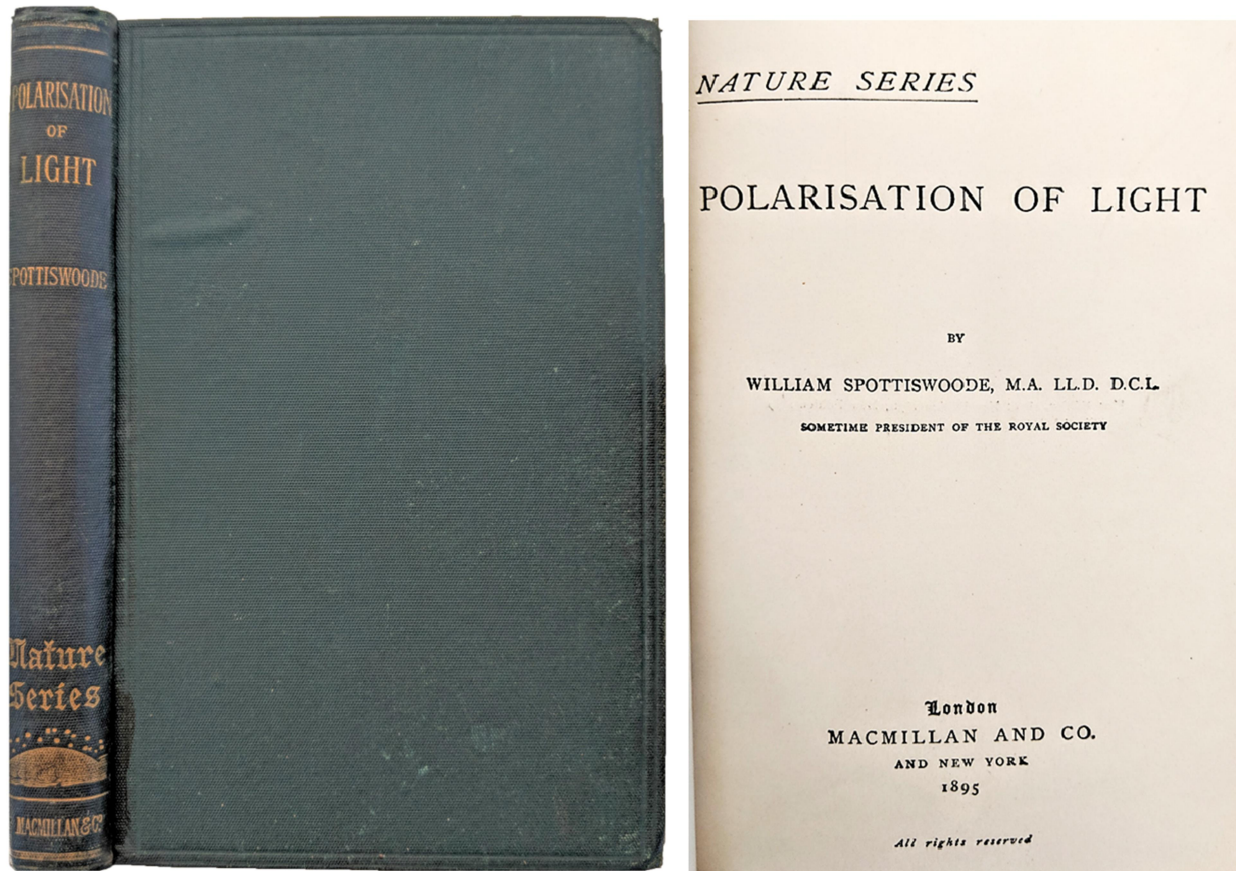 POLARISATION
OF
LIGHT
SPOTTISWOODE
Nature
Series
MACMILLAN & Co.
NATURE SERIES
POLARISATION OF LIGHT
BY
WILLIAM SPOTTISWOODE, M.A. LL.D. D.C.L.
SOMETIME PRESIDENT OF THE ROYAL SOCIETY
London
MACMILLAN AND CO.
AND NEW YORK
1895
All rights reserved